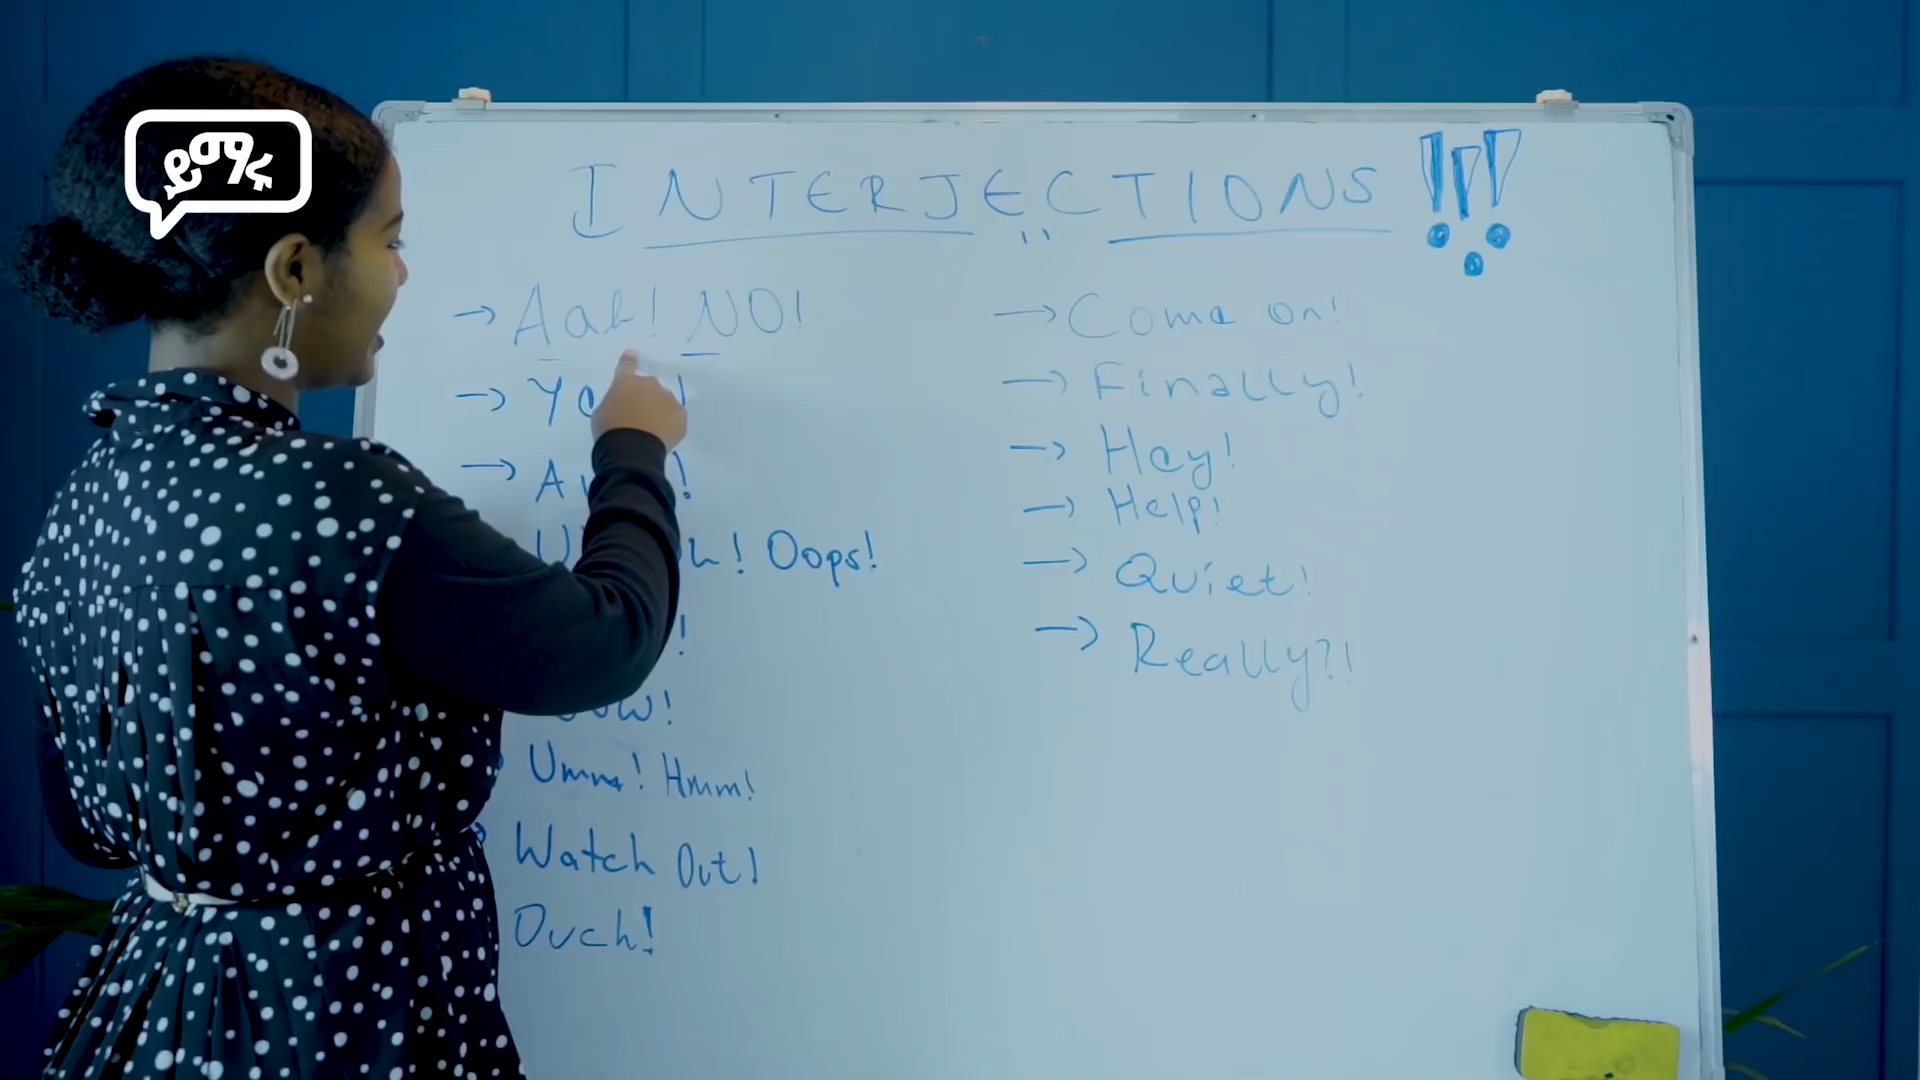 ይማሩ
INTERJECTIONS !!!
→ Aah! NO!
→
→
Oops!
!
!
Umm! Hmm!
Watch Out!
Ouch!
→ Come on!
→ Finally!
→ Hey!
→ Help!
→ Quiet!
→ Really?!